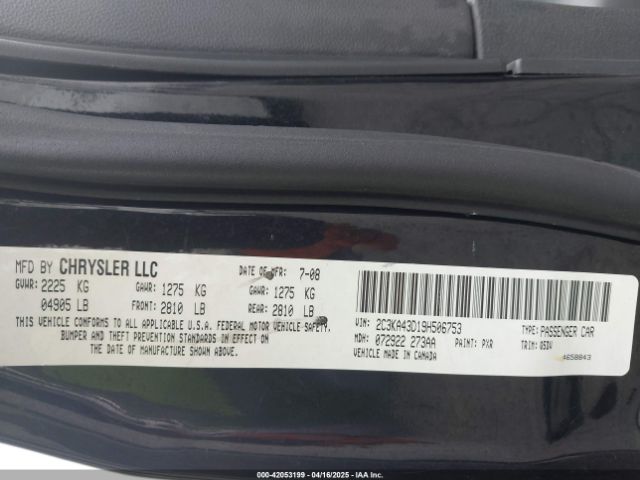 MFD BY CHRYSLER LLC DATE OF MFR: 7-08
GVWR: 2225 KG GAWR: 1275 KG GAWR: 1275 KG
04905 LB FRONT: 2810 LB REAR: 2810 LB
THIS VEHICLE CONFORMS TO ALL APPLICABLE U.S.A. FEDERAL MOTOR VEHICLE SAFETY,
BUMPER AND THEFT PREVENTION STANDARDS IN EFFECT ON
THE DATE OF MANUFACTURE SHOWN ABOVE.
VIN: 2C3KA43D19H506753 TYPE: PASSENGER CAR
MDH: 072922 273AA PAINT: PXR TRIM:
VEHICLE MADE IN CANADA 4658843
000-42053199 - 04/16/2025 - IAAI.COM